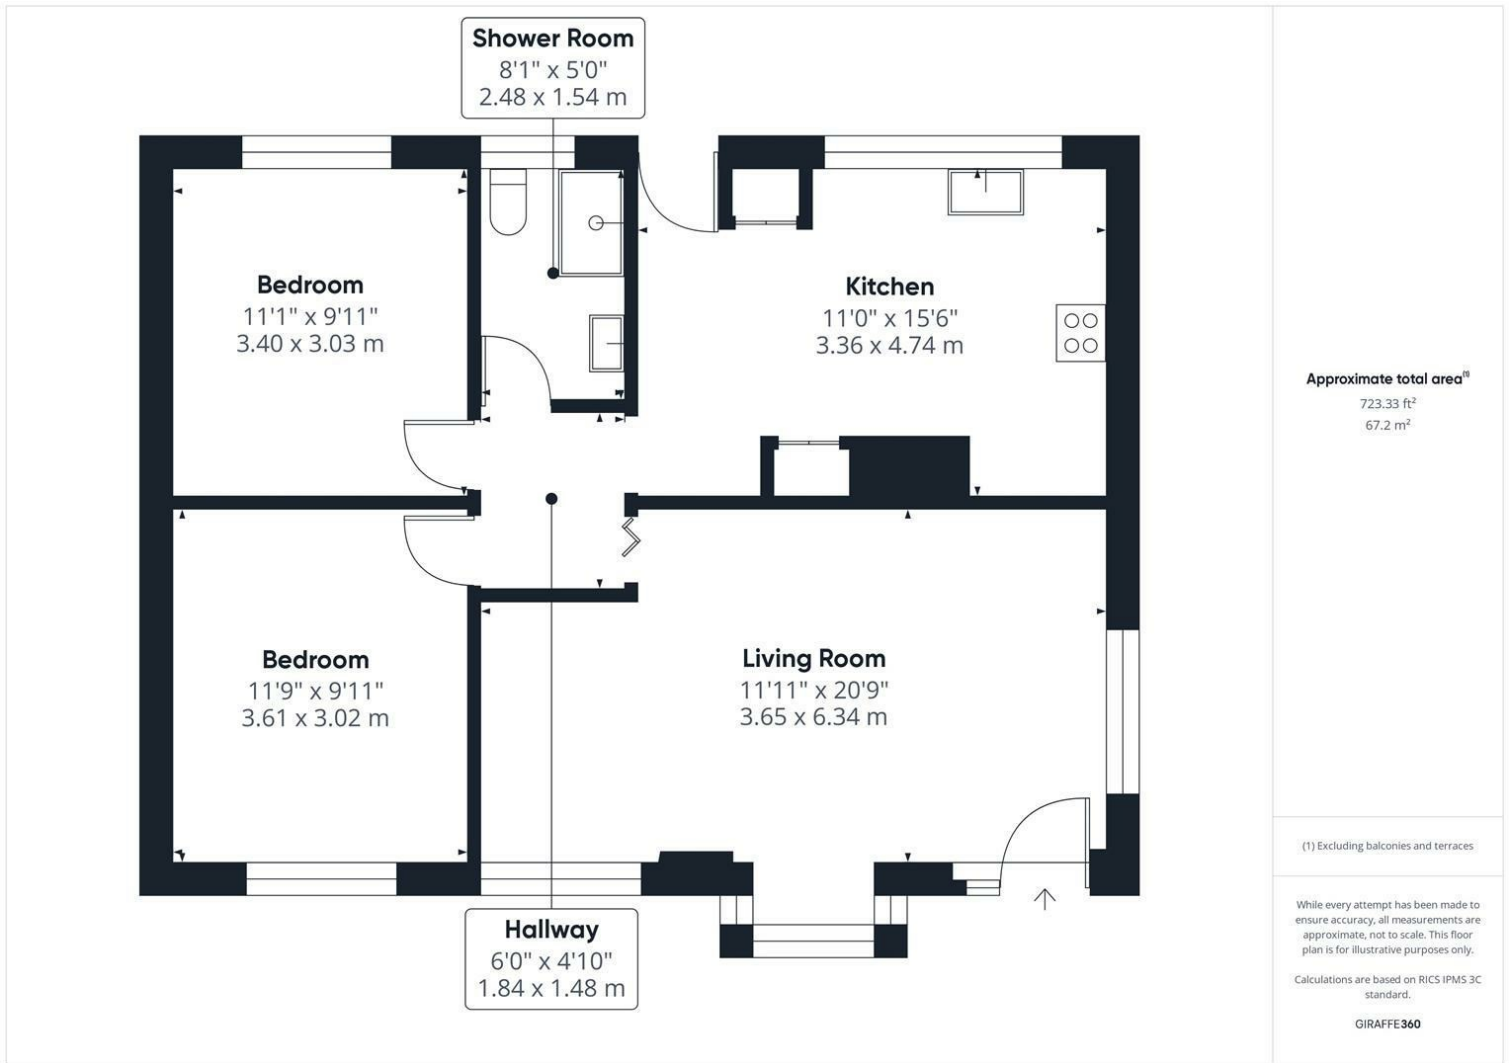 Shower Room
8'1" x 5'0"
2.48 x 1.54 m
Bedroom
11'1" x 9'11"
3.40 x 3.03 m
Kitchen
11'0" x 15'6"
3.36 x 4.74 m
Bedroom
11'9" x 9'11"
3.61 x 3.02 m
Living Room
11'11" x 20'9"
3.65 x 6.34 m
Hallway
6'0" x 4'10"
1.84 x 1.48 m
Approximate total area⁽¹⁾
723.33 ft²
67.2 m²
(1) Excluding balconies and terraces
While every attempt has been made to
ensure accuracy, all measurements are
approximate, not to scale. This floor
plan is for illustrative purposes only.
Calculations are based on RICS IPMS 3C
standard.
GIRAFFE360